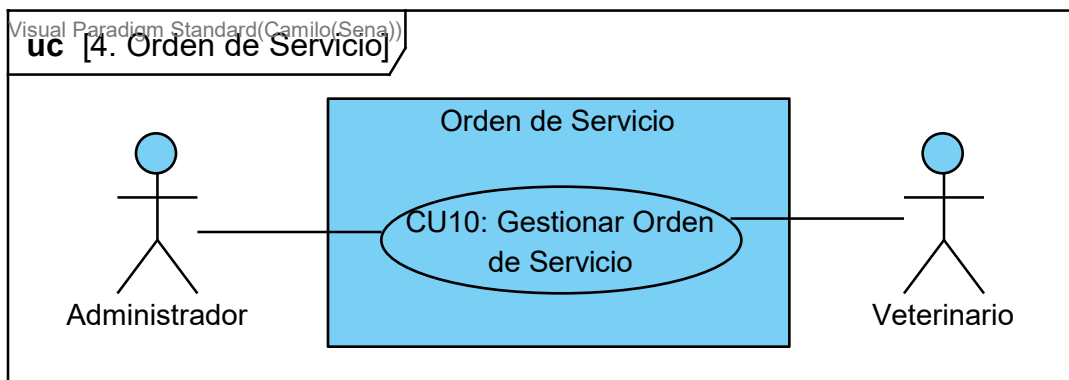 Visual Paradigm Standard(Camilo(Sena))
uc [4. Orden de Servicio]
Orden de Servicio
CU10: Gestionar Orden
de Servicio
Administrador
Veterinario